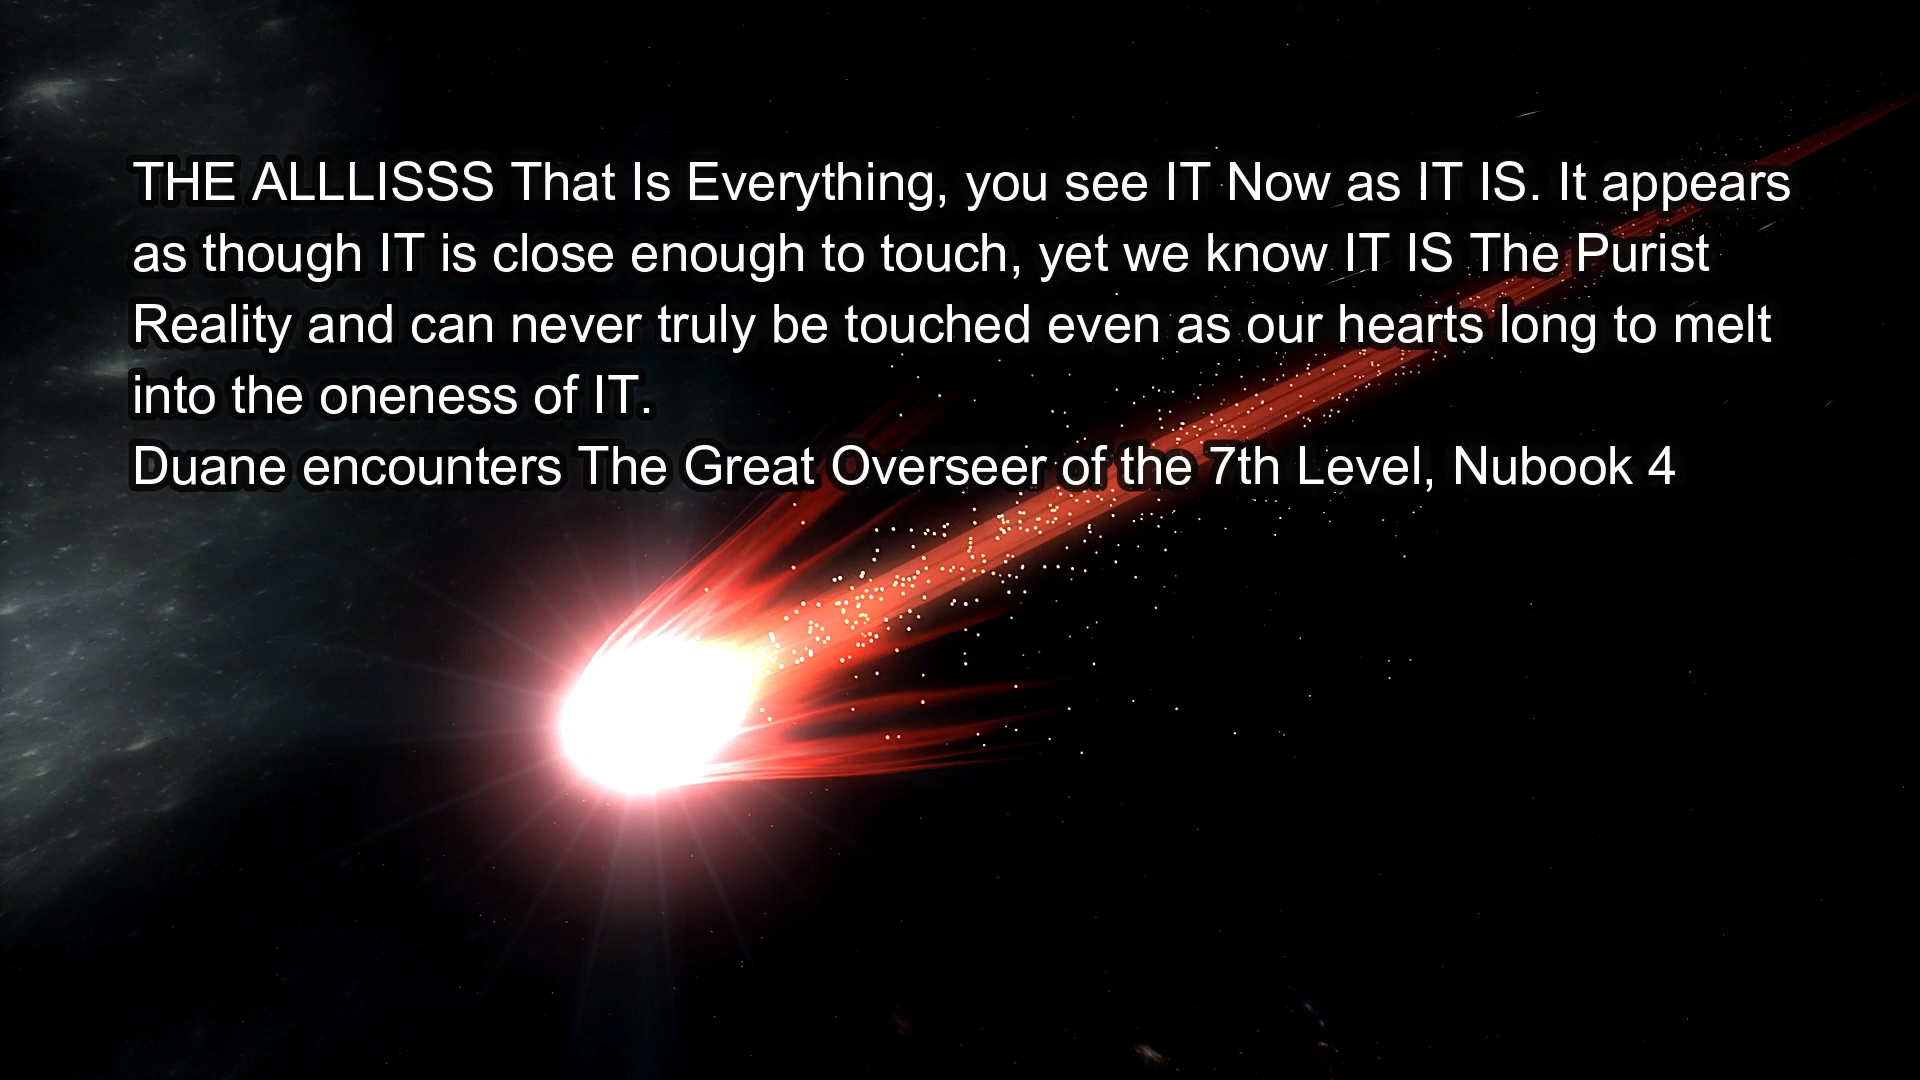 THE ALLLISSS That Is Everything, you see IT Now as IT IS. It appears
as though IT is close enough to touch, yet we know IT IS The Purist
Reality and can never truly be touched even as our hearts long to melt
into the oneness of IT.
Duane encounters The Great Overseer of the 7th Level, Nubook 4